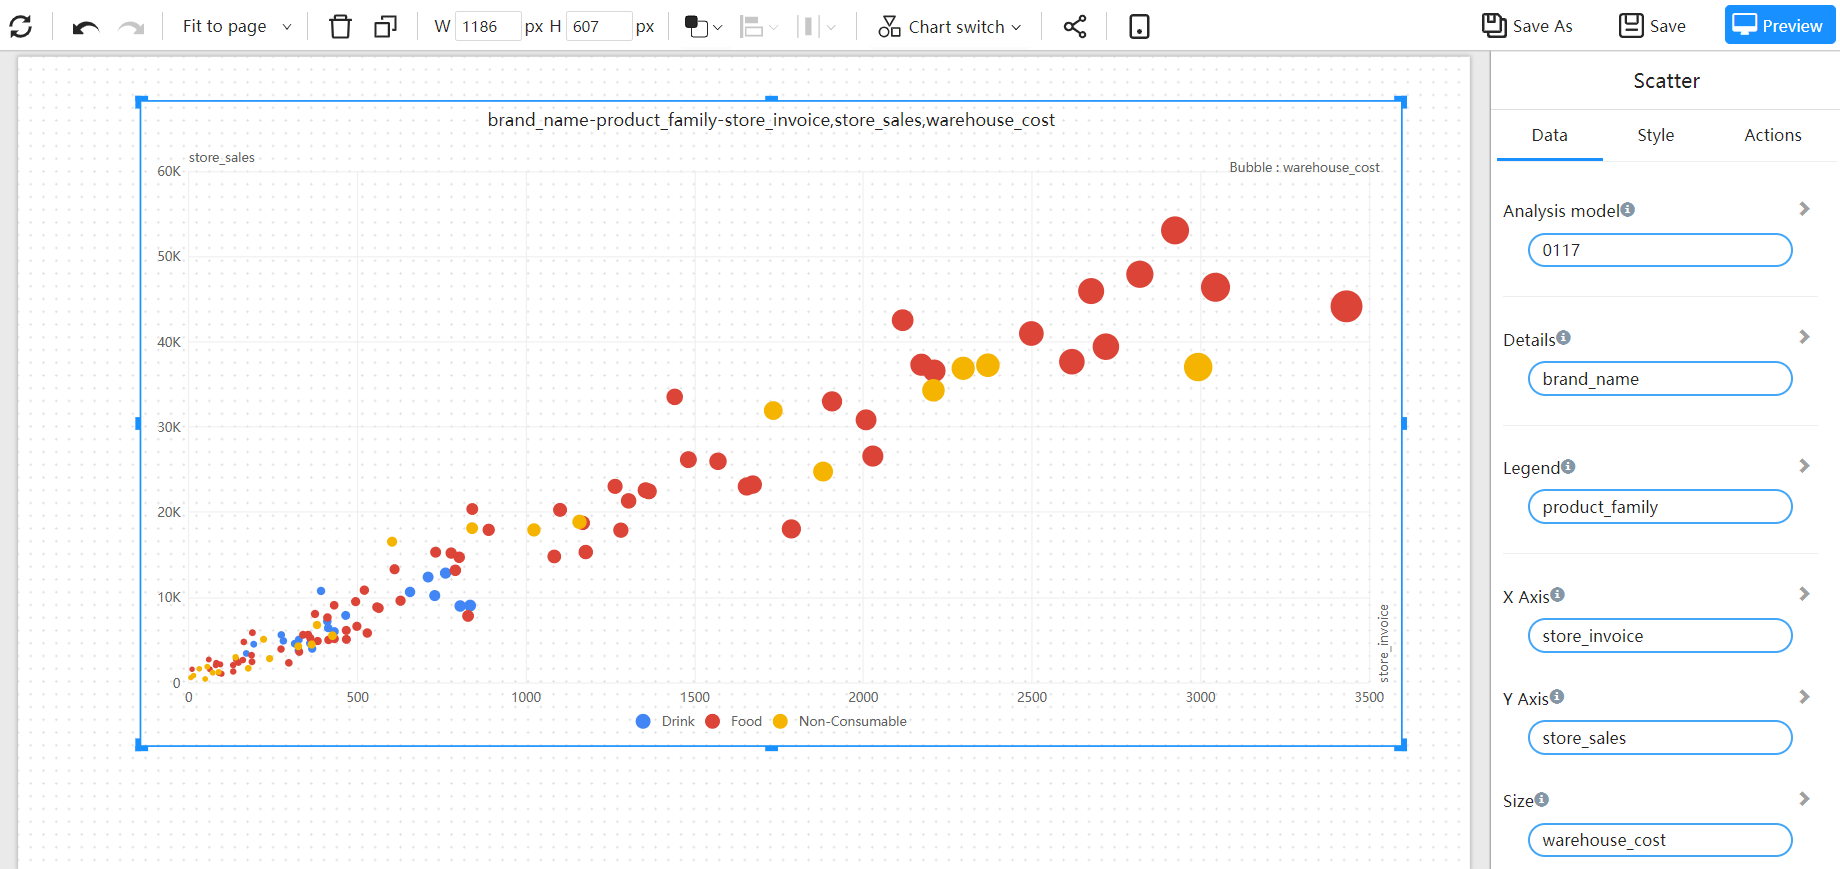 Fit to page
W 1186 px H 607 px
Chart switch
Save As
Save
Preview
brand_name-product_family-store_invoice,store_sales,warehouse_cost
store_sales
Bubble : warehouse_cost
60K
50K
40K
30K
20K
10K
0
0 500 1000 1500 2000 2500 3000 3500
store_invoice
Drink Food Non-Consumable
Scatter
Data Style Actions
Analysis model
0117
Details
brand_name
Legend
product_family
X Axis
store_invoice
Y Axis
store_sales
Size
warehouse_cost